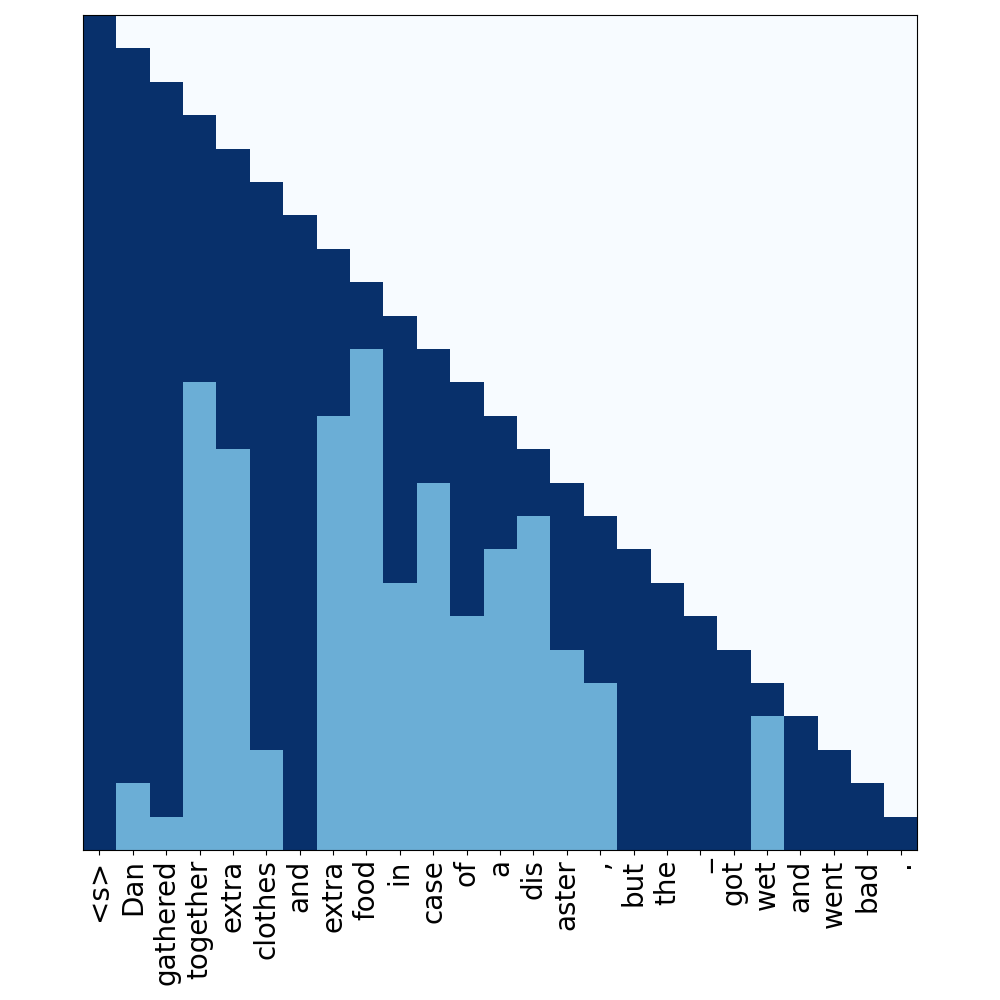 <s>
Dan
gathered
together
extra
clothes
and
extra
food
in
case
of
a
dis
aster
,
but
the
_
got
wet
and
went
bad
.